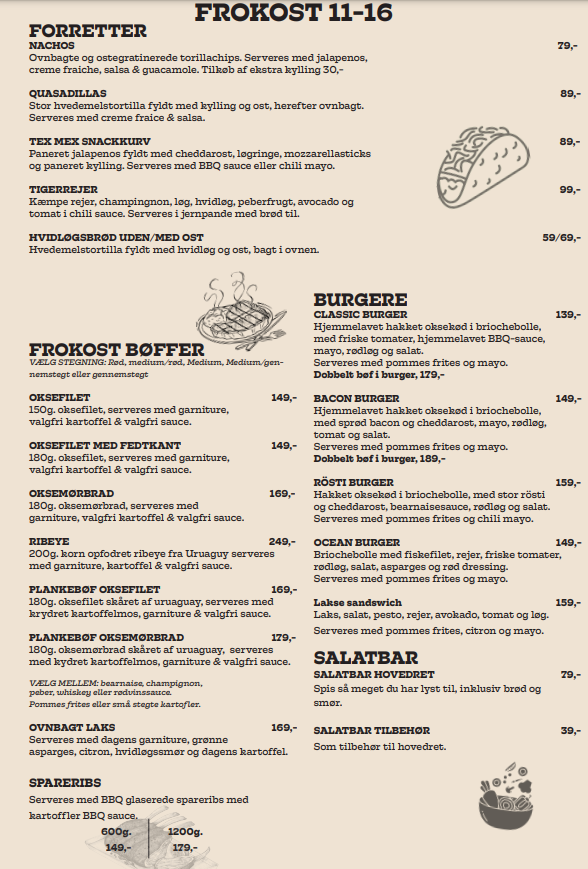 FROKOST 11-16
FORRETTER
NACHOS 79,-
Ovnbagte og ostegratinerede torillachips. Serveres med jalapenos,
creme fraiche, salsa & guacamole. Tilkøb af ekstra kylling 30,-
QUASADILLAS 89,-
Stor hvedemelstortilla fyldt med kylling og ost, herefter ovnbagt.
Serveres med creme fraice & salsa.
TEX MEX SNACKKURV 89,-
Paneret jalapenos fyldt med cheddarost, løgringe, mozzarellasticks
og paneret kylling. Serveres med BBQ sauce eller chili mayo.
TIGERREJER 99,-
Kæmpe rejer, champingnon, løg, hvidløg, peberfrugt, avocado og
tomat i chili sauce. Serveres i jernpande med brød til.
HVIDLØGSBRØD UDEN/MED OST 59/69,-
Hvedemelstortilla fyldt med hvidløg og ost, bagt i ovnen.
FROKOST BØFFER
VÆLG STEGNING: Rød, medium/rød, Medium, Medium/gen-
nemstegt eller gennemstegt
OKSEFILET 149,-
150g. oksefilet, serveres med garniture,
valgfri kartoffel & valgfri sauce.
OKSEFILET MED FEDTKANT 149,-
180g. oksefilet, serveres med garniture,
valgfri kartoffel & valgfri sauce.
OKSEMØRBRAD 169,-
180g. oksemørbrad, serveres med
garniture, valgfri kartoffel & valgfri sauce.
RIBEYE 249,-
200g. korn opfodret ribeye fra Uruaguy serveres
med garniture, kartoffel & valgfri sauce.
PLANKEBØF OKSEFILET 169,-
180g. oksefilet skåret af uruaguay, serveres med
krydret kartoffelmos, garniture & valgfri sauce.
PLANKEBØF OKSEMØRBRAD 179,-
180g. oksemørbrad skåret af uruaguay, serveres
med kydret kartoffelmos, garniture & valgfri sauce.
VÆLG MELLEM: bearnaise, champignon,
peber, whiskey eller rødvinssauce.
Pommes frites eller små stegte kartofler.
OVNBAGT LAKS 169,-
Serveres med dagens garniture, grønne
asparges, citron, hvidløgssmør og dagens kartoffel.
SPARERIBS
Serveres med BBQ glaserede spareribs med
kartoffler BBQ sauce.
600g. 1200g.
149,- 179,-
BURGERE
CLASSIC BURGER 139,-
Hjemmelavet hakket oksekød i briochebolle,
med friske tomater, hjemmelavet BBQ-sauce,
mayo, rødløg og salat.
Serveres med pommes frites og mayo.
Dobbelt bøf i burger, 179,-
BACON BURGER 149,-
Hjemmelavet hakket oksekød i briochebolle,
med sprød bacon og cheddarost, mayo, rødløg,
tomat og salat.
Serveres med pommes frites og mayo.
Dobbelt bøf i burger, 189,-
RÖSTI BURGER 159,-
Hakket oksekød i briochebolle, med stor rösti
og cheddarost, bearnaisesauce, rødløg og salat.
Serveres med pommes frites og chili mayo.
OCEAN BURGER 149,-
Briochebolle med fiskefilet, rejer, friske tomater,
rødløg, salat, asparges og rød dressing.
Serveres med pommes frites og mayo.
Lakse sandwich 159,-
Laks, salat, pesto, rejer, avokado, tomat og løg.
Serveres med pommes frites, citron og mayo.
SALATBAR
SALATBAR HOVEDRET 79,-
Spis så meget du har lyst til, inklusiv brød og
smør.
SALATBAR TILBEHØR 39,-
Som tilbehør til hovedret.